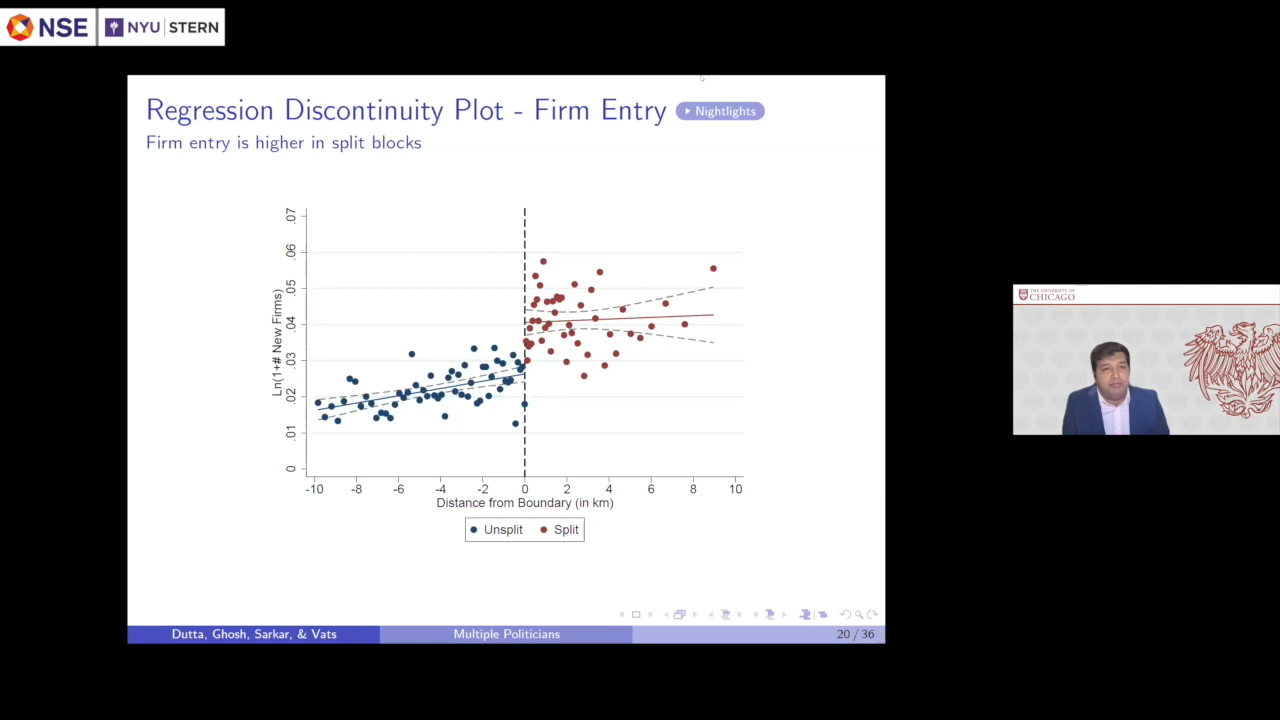 NSE NYU STERN
Regression Discontinuity Plot - Firm Entry Nightlights
Firm entry is higher in split blocks
Ln(1+# New Firms)
.07
.06
.05
.04
.03
.02
.01
0
-10 -8 -6 -4 -2 0 2 4 6 8 10
Distance from Boundary (in km)
Unsplit Split
THE UNIVERSITY OF
CHICAGO
Dutta, Ghosh, Sarkar, & Vats Multiple Politicians 20 / 36